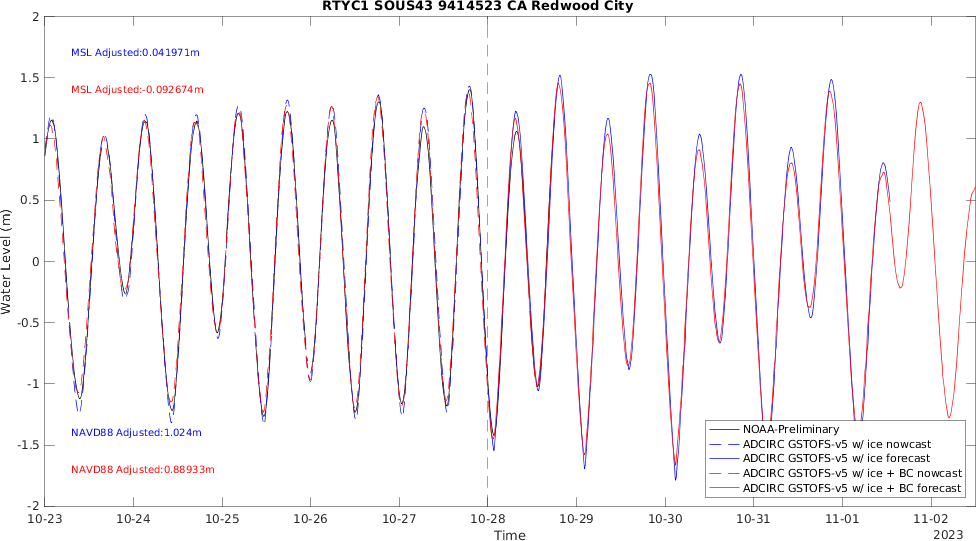 RTYC1 SOUS43 9414523 CA Redwood City
2
1.5
1
0.5
0
-0.5
-1
-1.5
-2
Water Level (m)
MSL Adjusted:0.041971m
MSL Adjusted:-0.092674m
NAVD88 Adjusted:1.024m
NAVD88 Adjusted:0.88933m
NOAA-Preliminary
ADCIRC GSTOFS-v5 w/ ice nowcast
ADCIRC GSTOFS-v5 w/ ice forecast
ADCIRC GSTOFS-v5 w/ ice + BC nowcast
ADCIRC GSTOFS-v5 w/ ice + BC forecast
10-23 10-24 10-25 10-26 10-27 10-28 10-29 10-30 10-31 11-01 11-02
Time
2023